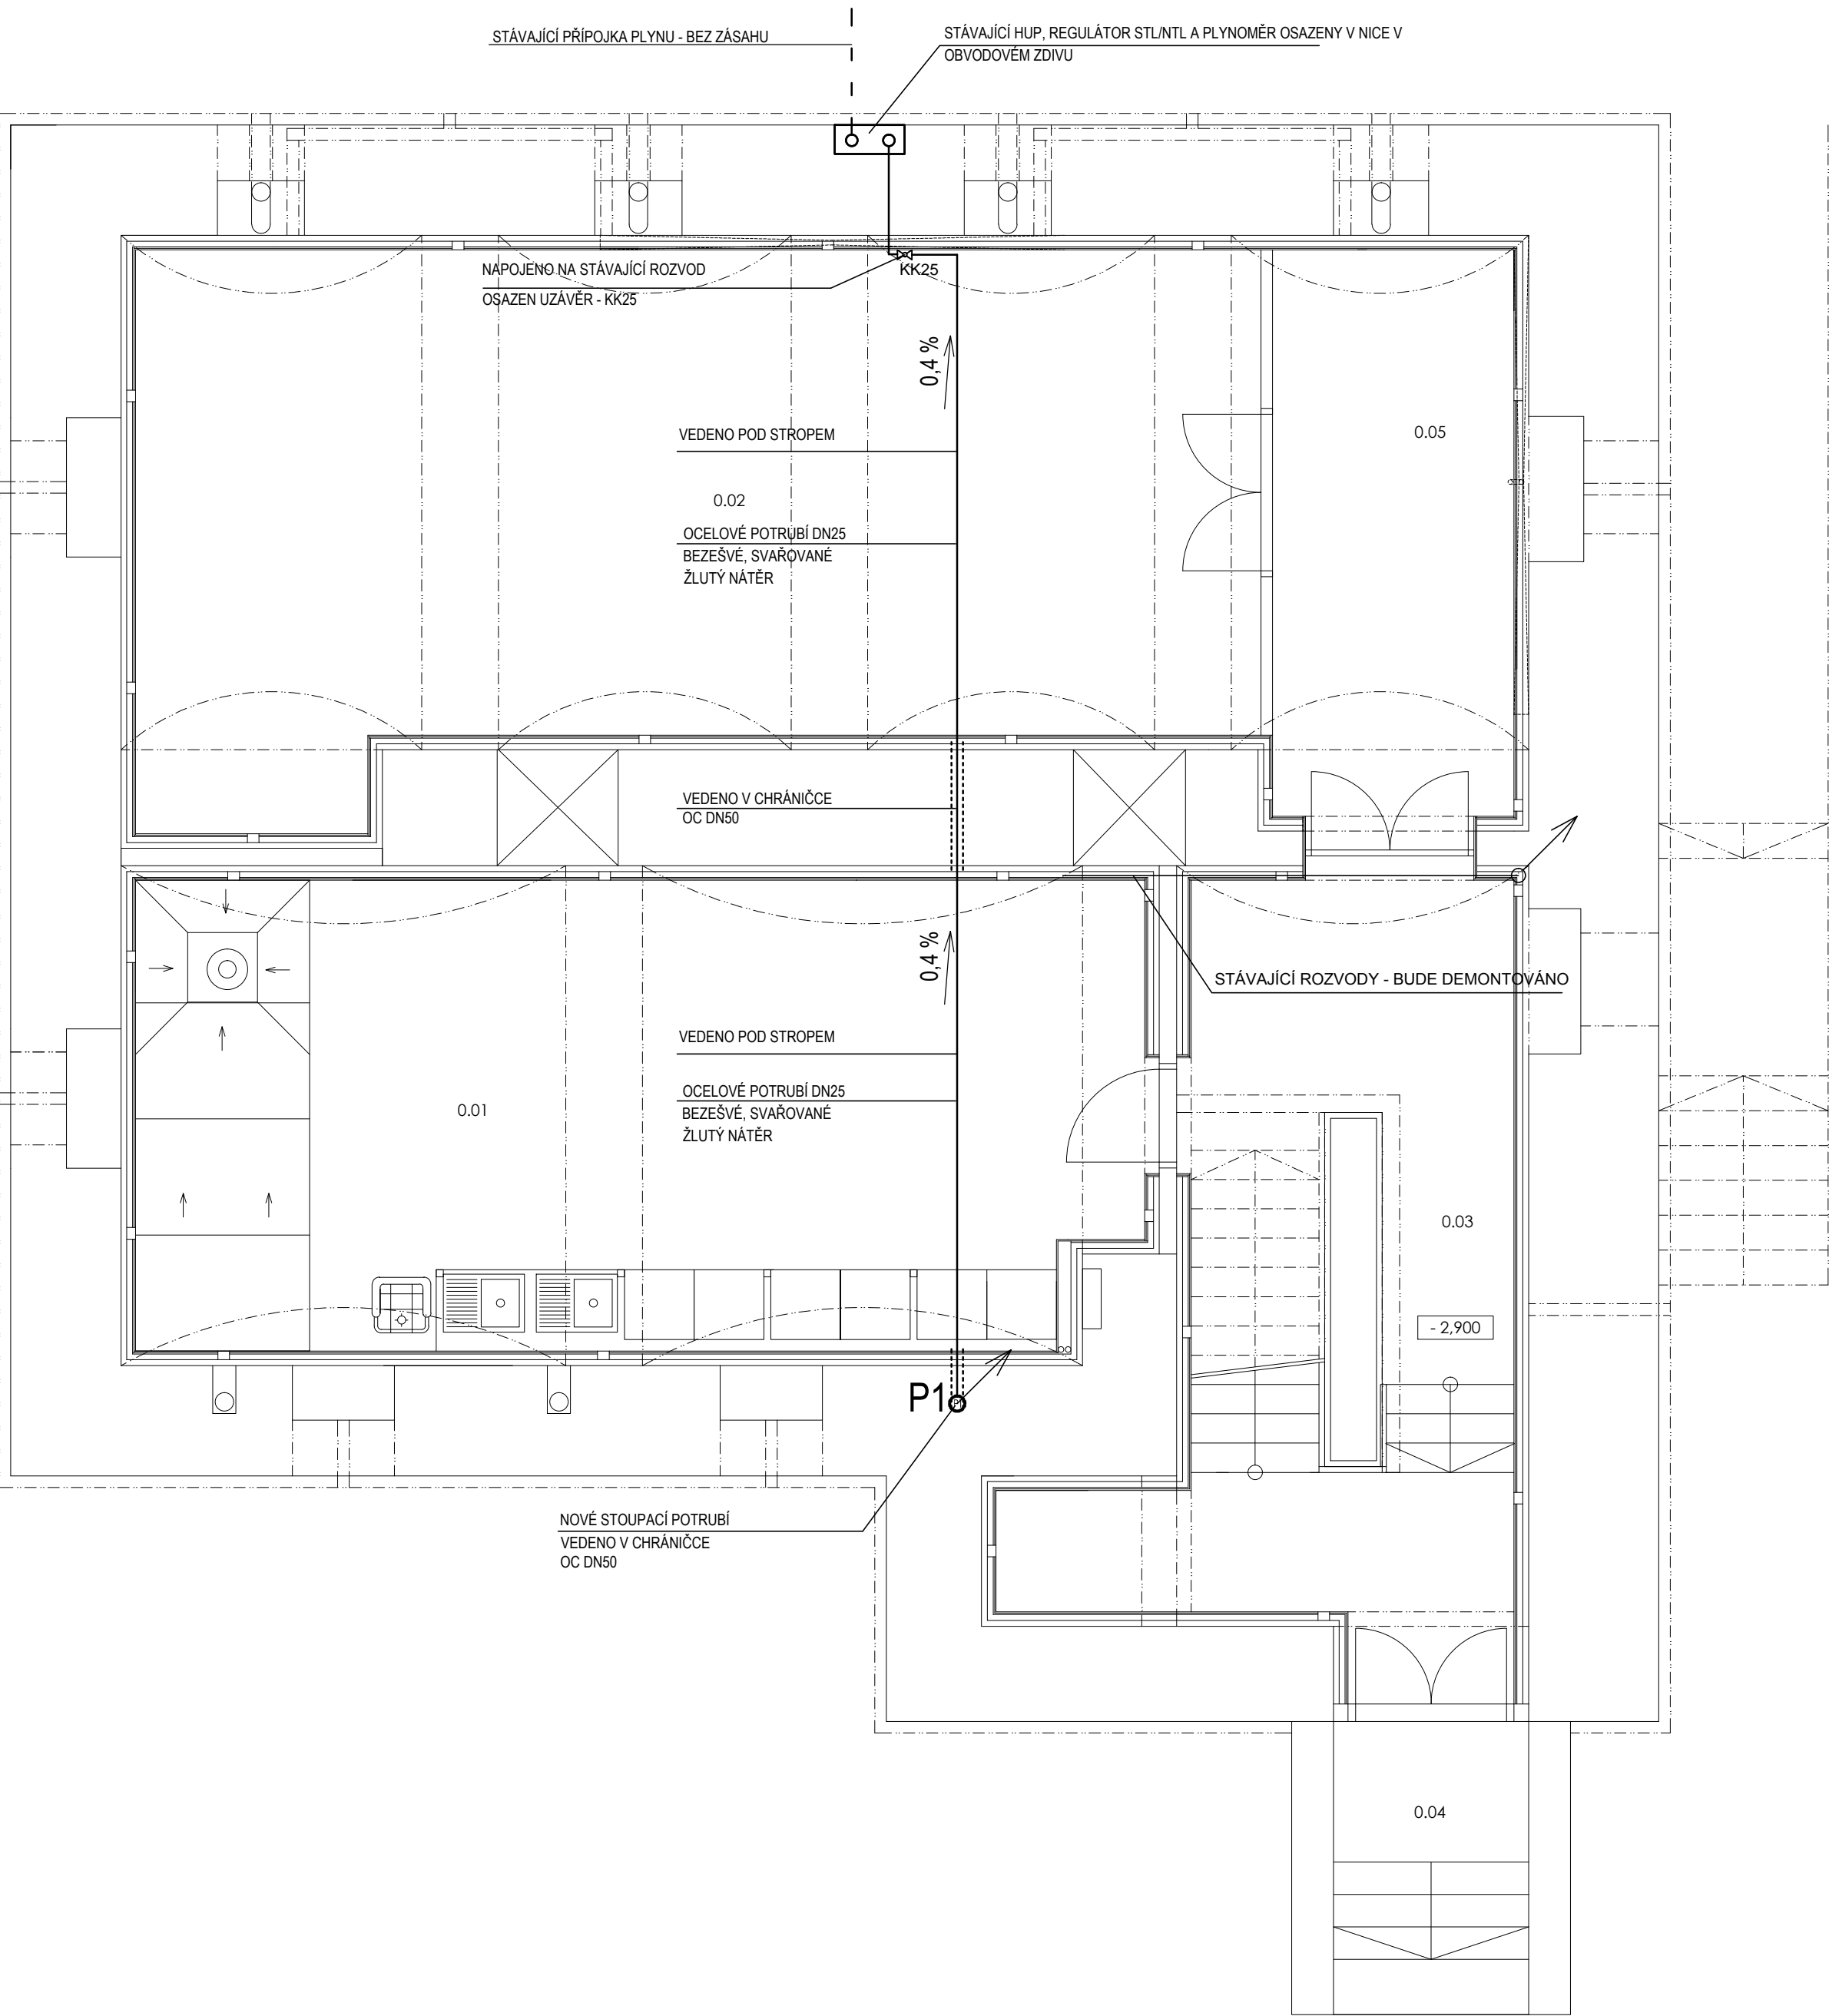 STÁVAJÍCÍ PŘÍPOJKA PLYNU - BEZ ZÁSAHU
STÁVAJÍCÍ HUP, REGULÁTOR STL/NTL A PLYNOMĚR OSAZENY V NICE V
OBVODOVÉM ZDIVU
NAPOJENO NA STÁVAJÍCÍ ROZVOD
OSAZEN UZÁVĚR - KK25
KK25
0,4 %
VEDENO POD STROPEM
0.05
0.02
OCELOVÉ POTRUBÍ DN25
BEZEŠVÉ, SVAŘOVANÉ
ŽLUTÝ NÁTĚR
VEDENO V CHRÁNIČCE
OC DN50
0,4 %
STÁVAJÍCÍ ROZVODY - BUDE DEMONTOVÁNO
VEDENO POD STROPEM
OCELOVÉ POTRUBÍ DN25
BEZEŠVÉ, SVAŘOVANÉ
ŽLUTÝ NÁTĚR
0.01
0.03
- 2,900
P1
NOVÉ STOUPACÍ POTRUBÍ
VEDENO V CHRÁNIČCE
OC DN50
0.04